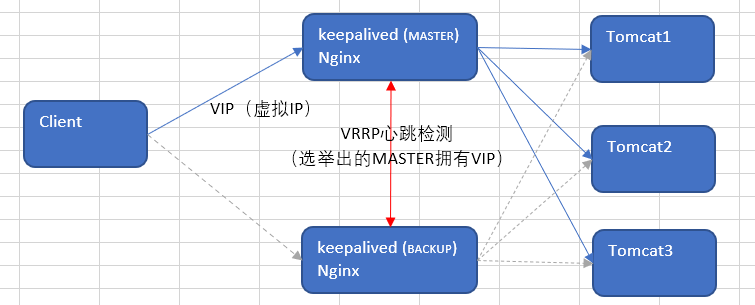 keepalived (MASTER)
Nginx
Tomcat1
VIP（虚拟IP）
Client
VRRP心跳检测
（选举出的MASTER拥有VIP）
Tomcat2
keepalived (BACKUP)
Nginx
Tomcat3